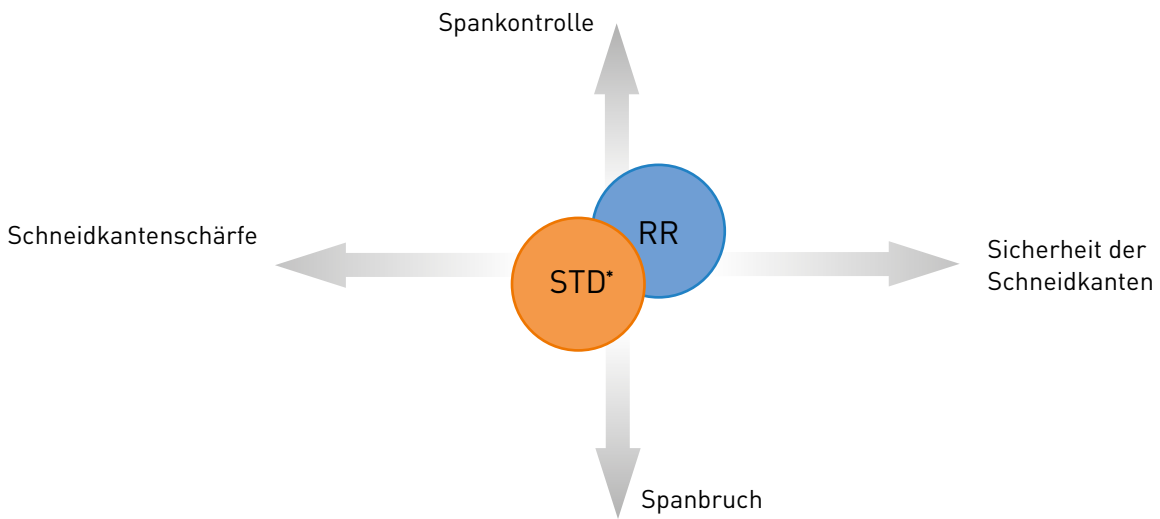 Spankontrolle
Schneidkantenschärfe
RR
Sicherheit der
Schneidkanten
STD*
Spanbruch